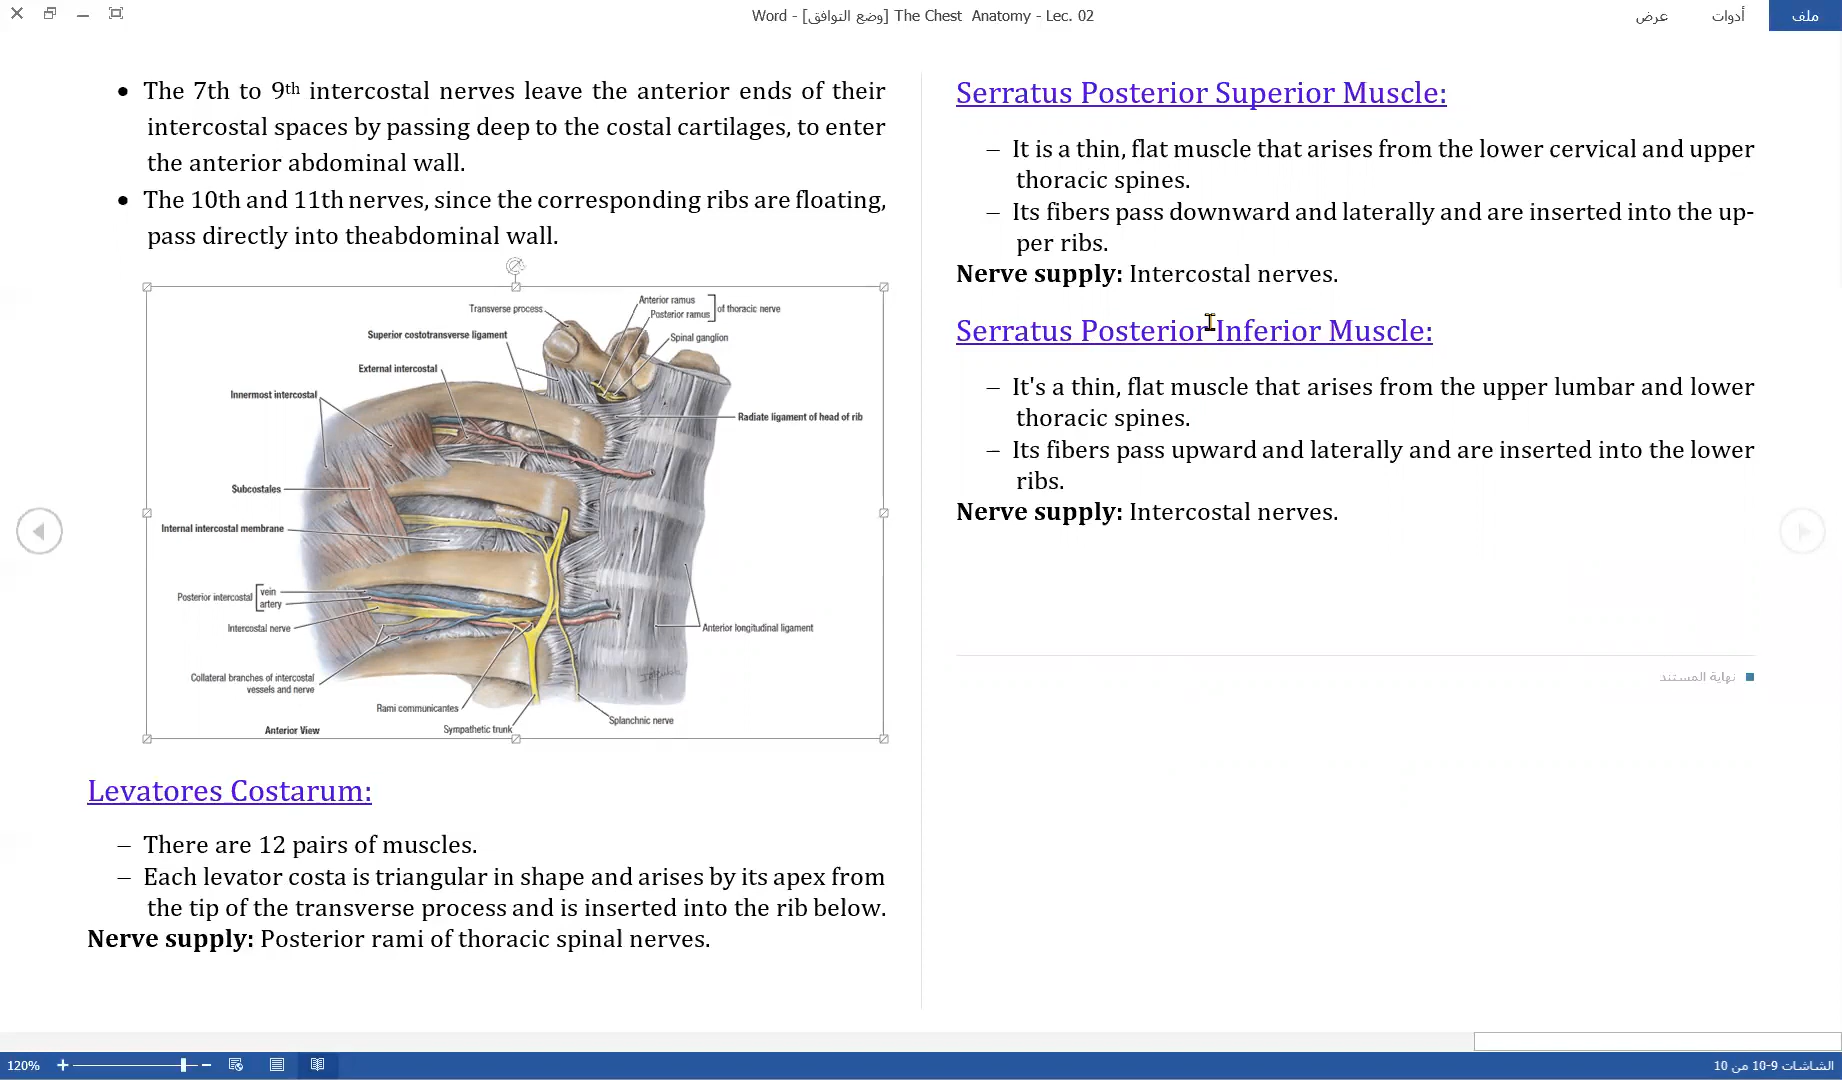 The Chest Anatomy - Lec. 02 [وضع التوافق] - Word
ملف
أدوات
عرض
• The 7th to 9th intercostal nerves leave the anterior ends of their
intercostal spaces by passing deep to the costal cartilages, to enter
the anterior abdominal wall.
• The 10th and 11th nerves, since the corresponding ribs are floating,
pass directly into theabdominal wall.
Transverse process
Anterior ramus
Posterior ramus
of thoracic nerve
Superior costotransverse ligament
Spinal ganglion
External intercostal
Innermost intercostal
Radiate ligament of head of rib
Subcostales
Internal intercostal membrane
Posterior intercostal
vein
artery
Intercostal nerve
Anterior longitudinal ligament
Collateral branches of intercostal
vessels and nerve
Rami communicantes
Splanchnic nerve
Anterior View
Sympathetic trunk
Levatores Costarum:
– There are 12 pairs of muscles.
– Each levator costa is triangular in shape and arises by its apex from
the tip of the transverse process and is inserted into the rib below.
Nerve supply: Posterior rami of thoracic spinal nerves.
Serratus Posterior Superior Muscle:
– It is a thin, flat muscle that arises from the lower cervical and upper
thoracic spines.
– Its fibers pass downward and laterally and are inserted into the up-
per ribs.
Nerve supply: Intercostal nerves.
Serratus Posterior Inferior Muscle:
– It's a thin, flat muscle that arises from the upper lumbar and lower
thoracic spines.
– Its fibers pass upward and laterally and are inserted into the lower
ribs.
Nerve supply: Intercostal nerves.
نهاية المستند
120%
الشاشات 9-10 من 10